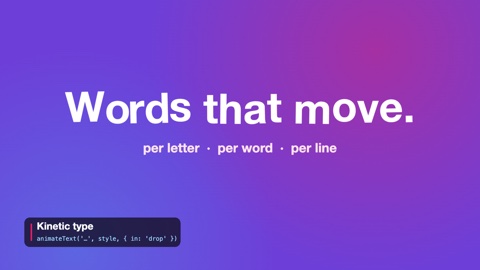 Words that move.
per letter · per word · per line
Kinetic type
animateText('…', style, { in: 'drop' })